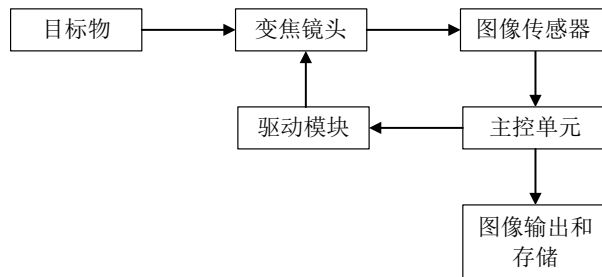 目标物
变焦镜头
图像传感器
驱动模块
主控单元
图像输出和
存储